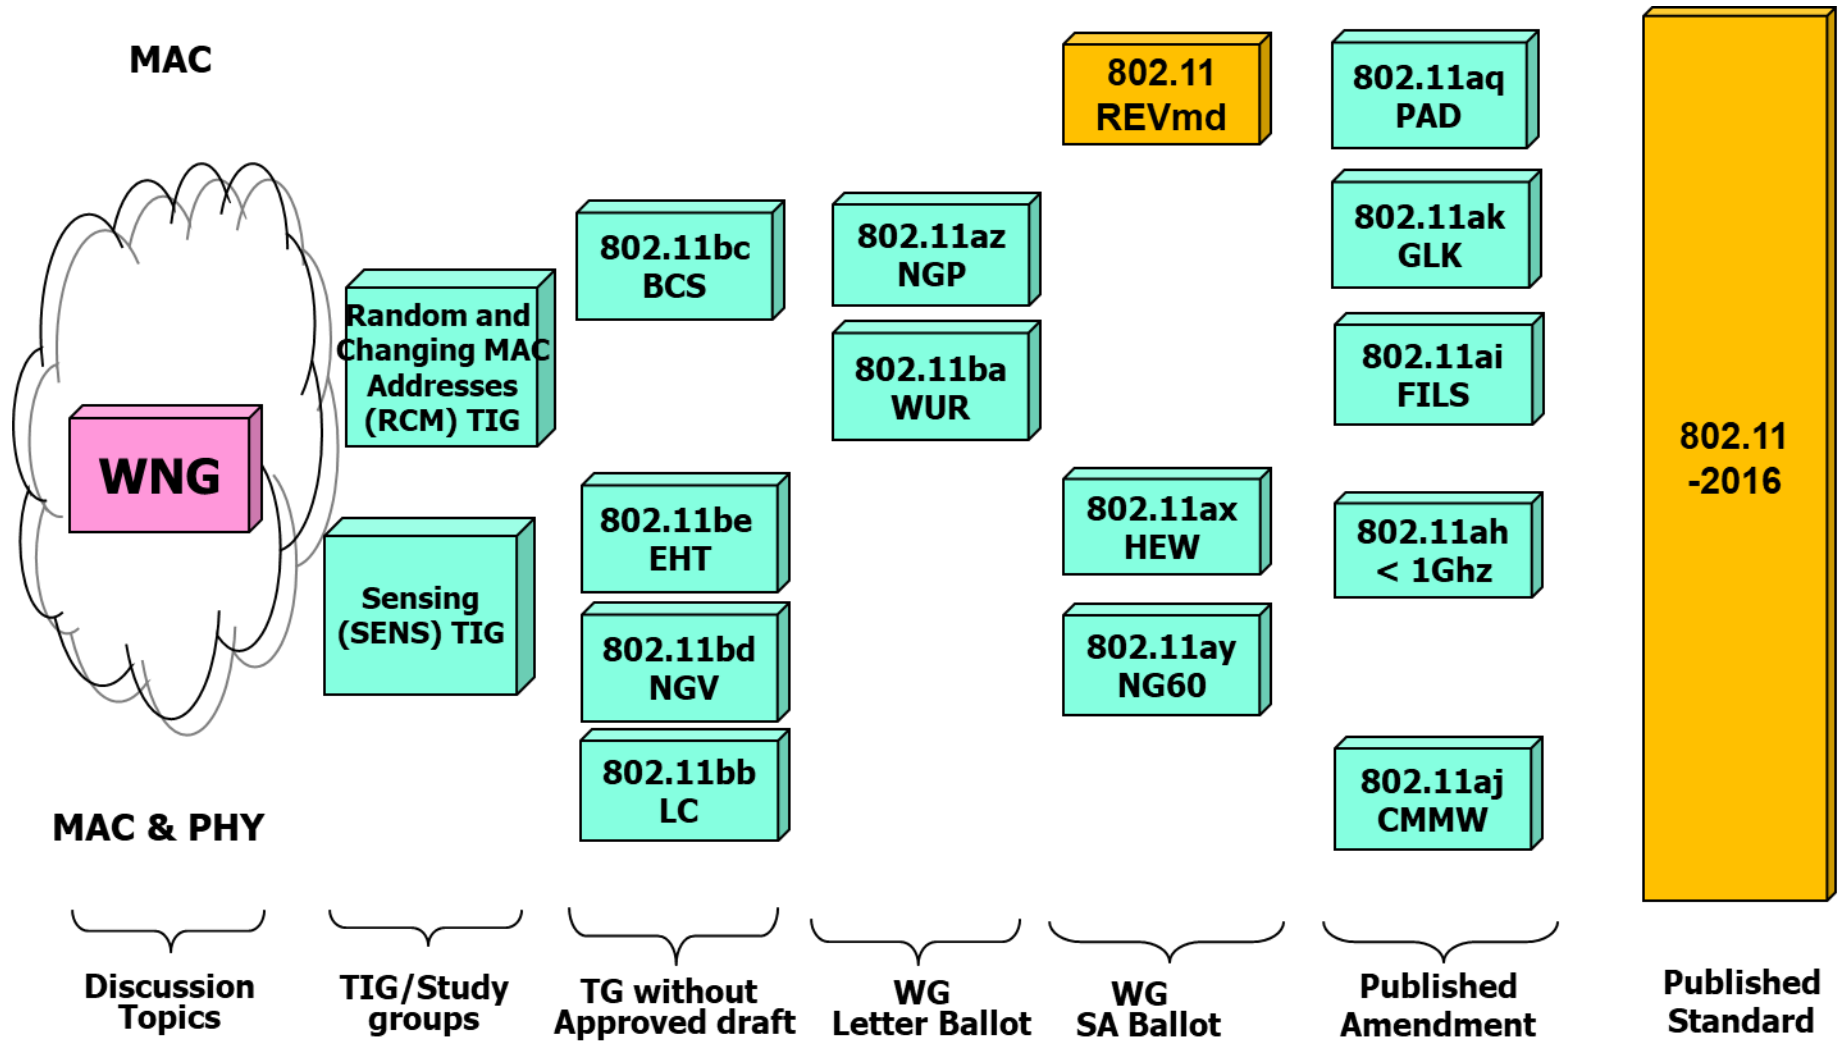 MAC
WNG
MAC & PHY
Random and
Changing MAC
Addresses
(RCM) TIG
Sensing
(SENS) TIG
802.11bc
BCS
802.11be
EHT
802.11bd
NGV
802.11bb
LC
802.11az
NGP
802.11ba
WUR
802.11
REVmd
802.11ax
HEW
802.11ay
NG60
802.11aq
PAD
802.11ak
GLK
802.11ai
FILS
802.11ah
< 1Ghz
802.11aj
CMMW
802.11
-2016
Discussion
Topics
TIG/Study
groups
TG without
Approved draft
WG
Letter Ballot
WG
SA Ballot
Published
Amendment
Published
Standard